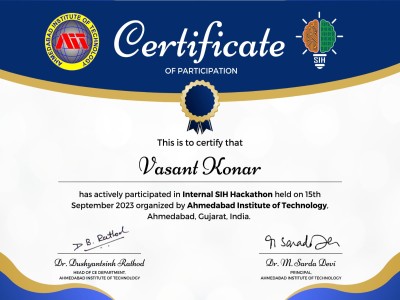 AHMEDABAD INSTITUTE OF TECHNOLOGY
AIT
Certificate
OF PARTICIPATION
SIH
This is to certify that
Vasant Konar
has actively participated in Internal SIH Hackathon held on 15th
September 2023 organized by Ahmedabad Institute of Technology,
Ahmedabad, Gujarat, India.
D. B. Rathod
Dr. Dushyantsinh Rathod
HEAD OF CE DEPARTMENT,
AHMEDABAD INSTITUTE OF TECHNOLOGY
M Sarda Devi
Dr. M. Sarda Devi
PRINCIPAL,
AHMEDABAD INSTITUTE OF TECHNOLOGY